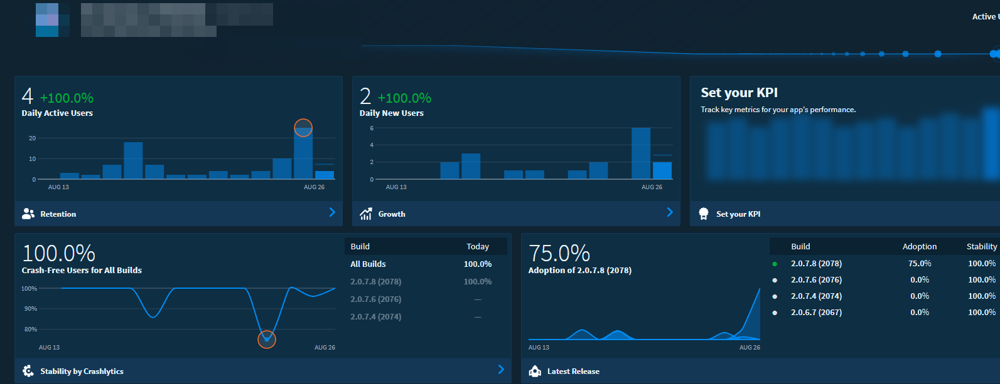 Active
4 +100.0%
Daily Active Users
20
10
0
AUG 13 AUG 26
Retention
2 +100.0%
Daily New Users
6
4
2
0
AUG 13 AUG 26
Growth
Set your KPI
Track key metrics for your app's performance.
Set your KPI
100.0%
Crash-Free Users for All Builds
100%
90%
80%
AUG 13 AUG 26
Build Today
All Builds 100.0%
2.0.7.8 (2078) 100.0%
2.0.7.6 (2076) —
2.0.7.4 (2074) —
Stability by Crashlytics
75.0%
Adoption of 2.0.7.8 (2078)
AUG 13 AUG 26
Build Adoption Stability
2.0.7.8 (2078) 75.0% 100.0%
2.0.7.6 (2076) 0.0% 100.0%
2.0.7.4 (2074) 0.0% 100.0%
2.0.6.7 (2067) 0.0% 100.0%
Latest Release